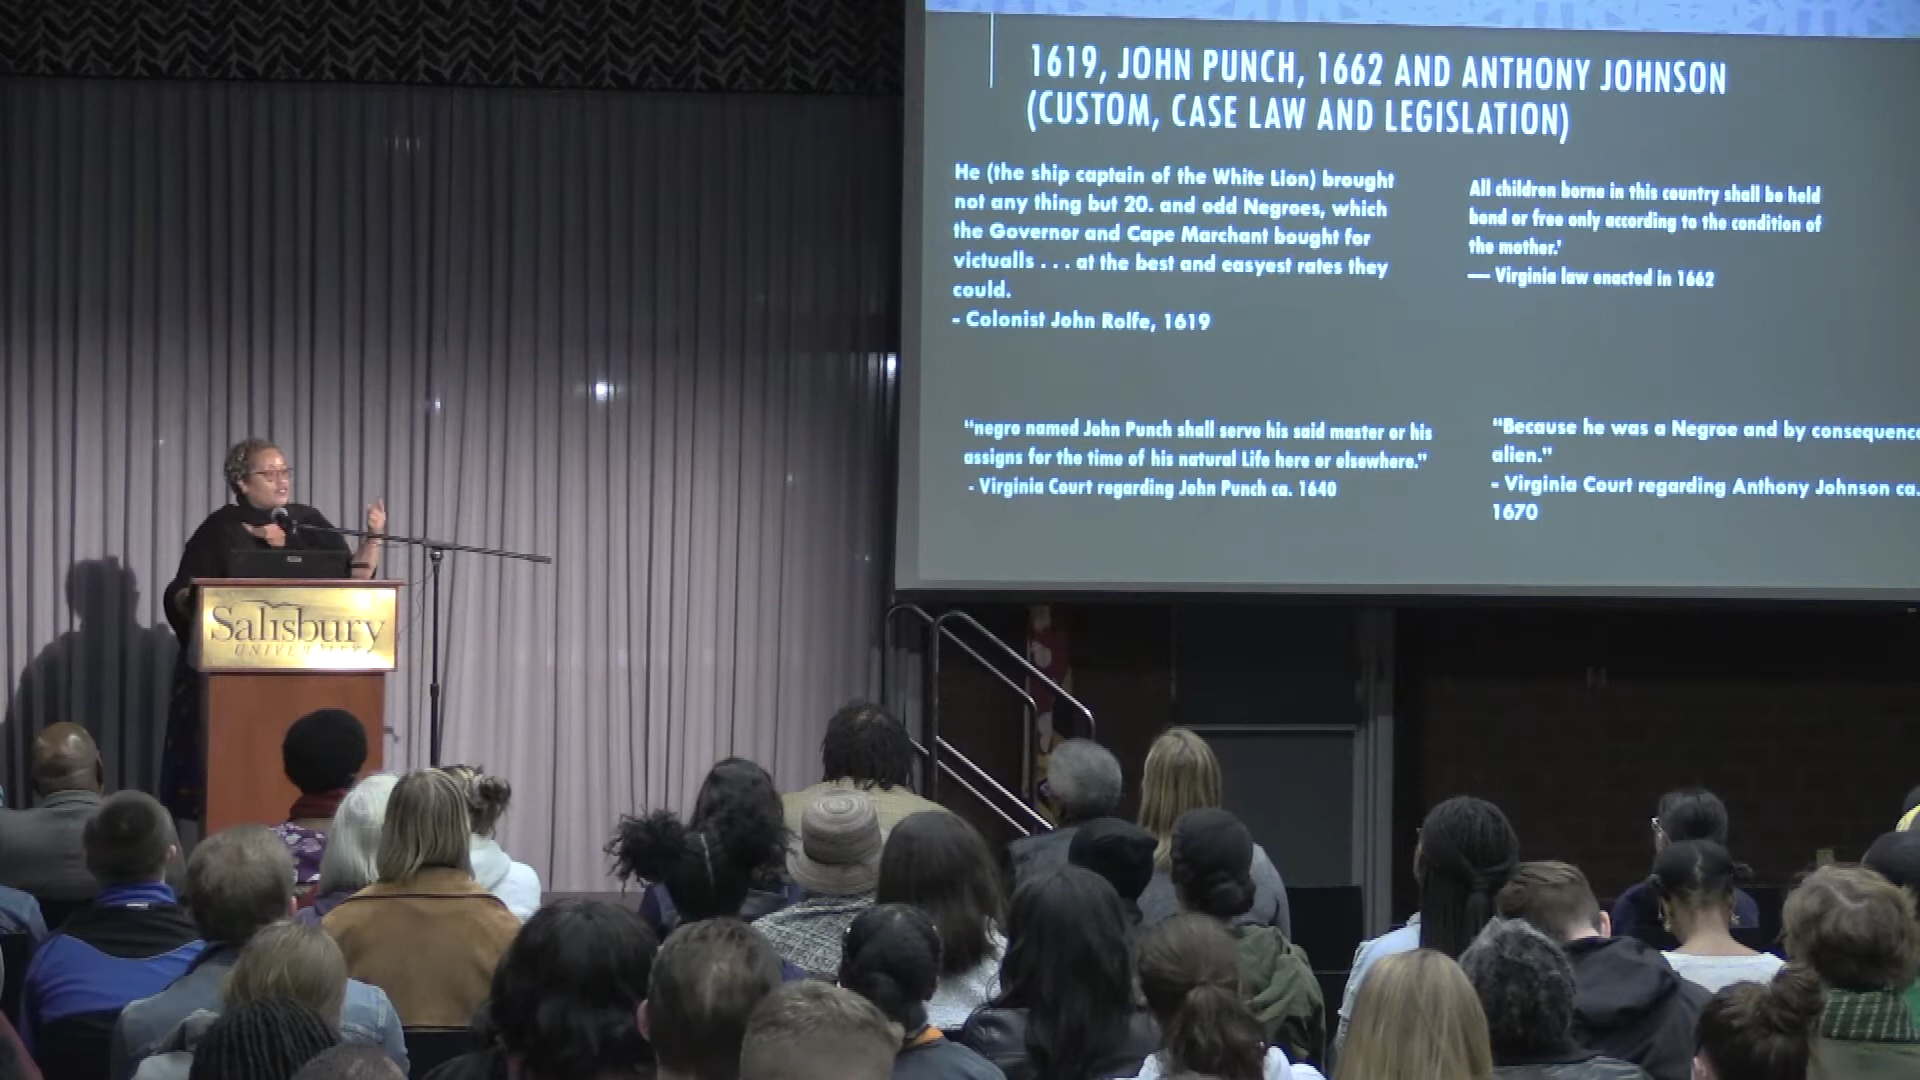 1619, JOHN PUNCH, 1662 AND ANTHONY JOHNSON
(CUSTOM, CASE LAW AND LEGISLATION)
He (the ship captain of the White Lion) brought
not any thing but 20. and odd Negroes, which
the Governor and Cape Marchant bought for
victualls . . . at the best and easyest rates they
could.
- Colonist John Rolfe, 1619
All children borne in this country shall be held
bond or free only according to the condition of
the mother.'
— Virginia law enacted in 1662
"negro named John Punch shall serve his said master or his
assigns for the time of his natural Life here or elsewhere."
- Virginia Court regarding John Punch ca. 1640
"Because he was a Negroe and by consequence
alien."
- Virginia Court regarding Anthony Johnson ca.
1670
Salisbury
UNIVERSITY